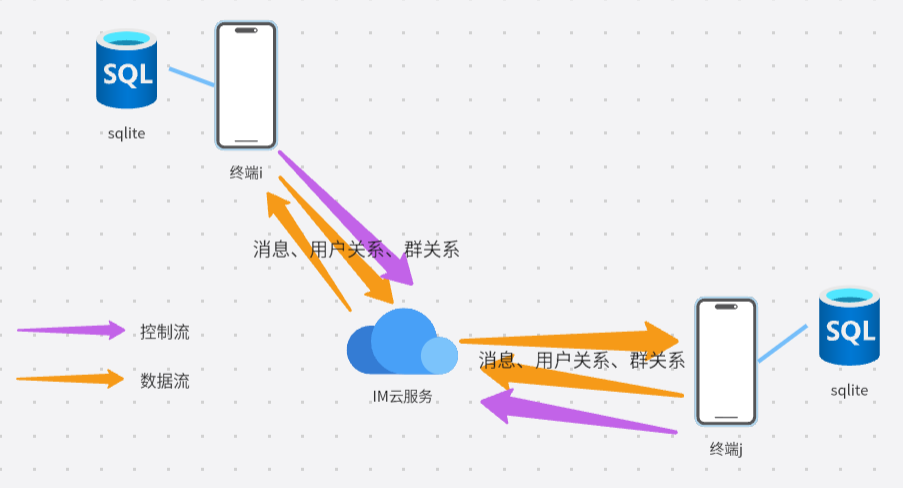 SQL
sqlite
终端i
消息、用户关系、群关系
控制流
数据流
IM云服务
消息、用户关系、群关系
SQL
sqlite
终端j